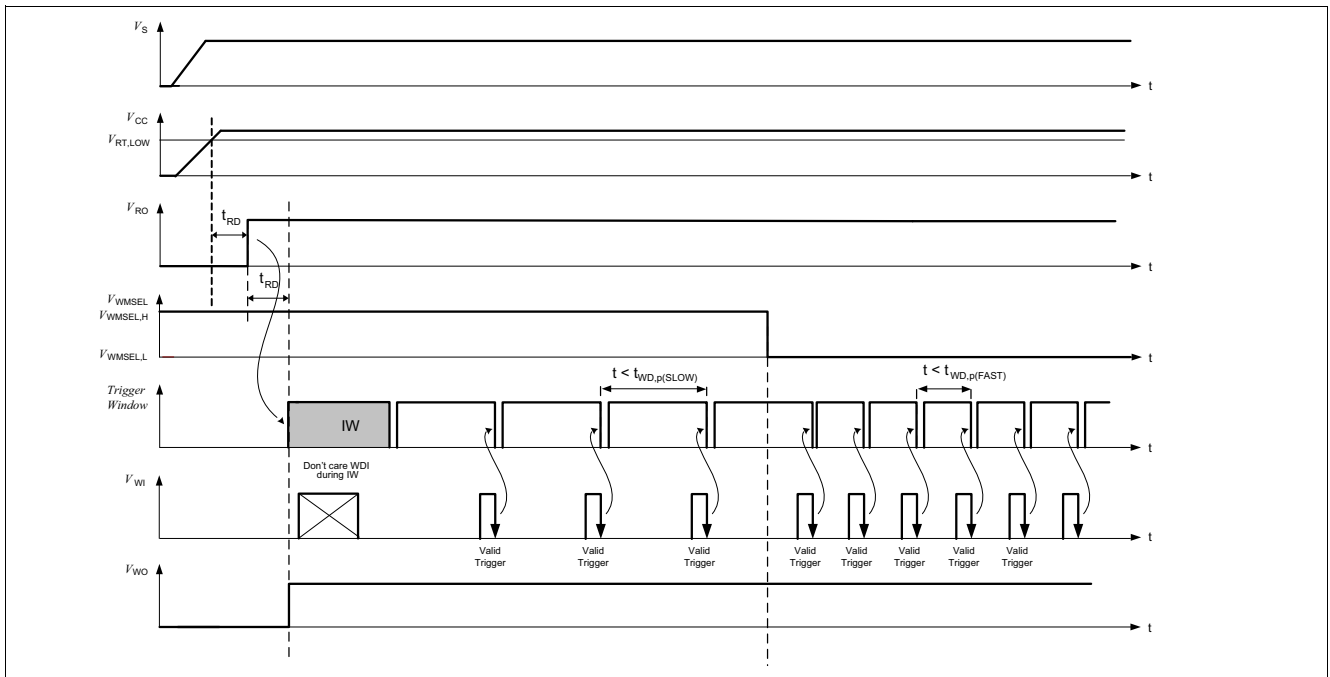 VS
t
VCC
VRT,LOW
t
VRO
tRD
t
tRD
VWMSEL
VWMSEL,H
VWMSEL,L
t
t < tWD,p(SLOW)
t < tWD,p(FAST)
Trigger
Window
IW
t
Don't care WDI
during IW
VWI
t
Valid
Trigger
Valid
Trigger
Valid
Trigger
Valid
Trigger
Valid
Trigger
Valid
Trigger
Valid
Trigger
Valid
Trigger
VWO
t